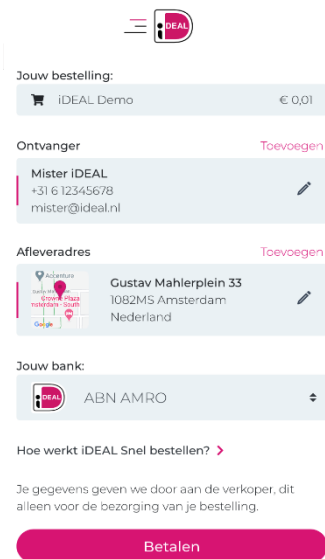 iDEAL
Jouw bestelling:
iDEAL Demo € 0,01
Ontvanger Toevoegen
Mister iDEAL
+31 6 12345678
mister@ideal.nl
Afleveradres Toevoegen
Accenture
Crowne Plaza
Amsterdam - South
Google
Gustav Mahlerplein 33
1082MS Amsterdam
Nederland
Jouw bank:
iDEAL ABN AMRO
Hoe werkt iDEAL Snel bestellen?
Je gegevens geven we door aan de verkoper, dit
alleen voor de bezorging van je bestelling.
Betalen